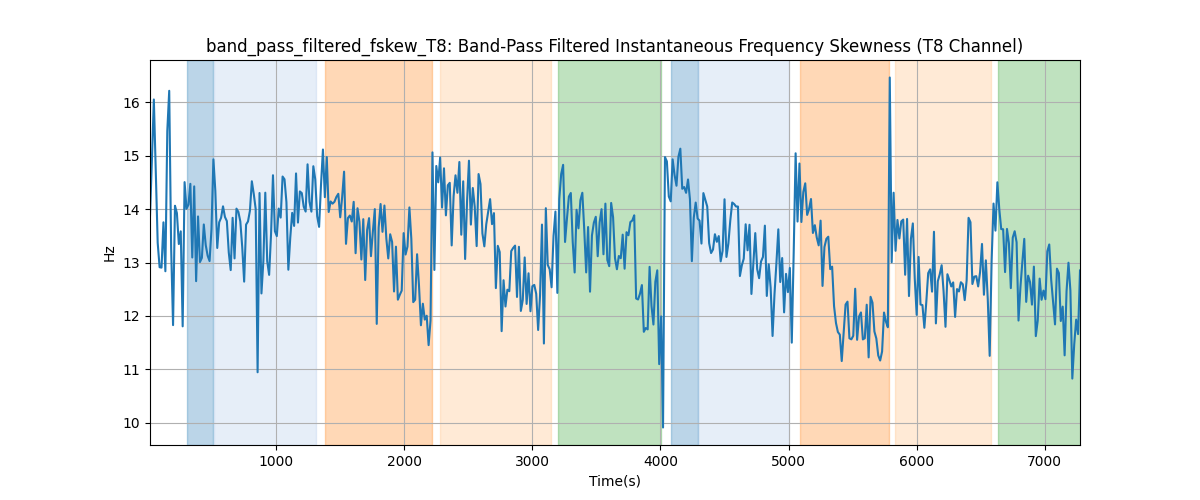 band_pass_filtered_fskew_T8: Band-Pass Filtered Instantaneous Frequency Skewness (T8 Channel)
16
15
14
13
12
11
10
Hz
1000 2000 3000 4000 5000 6000 7000
Time(s)